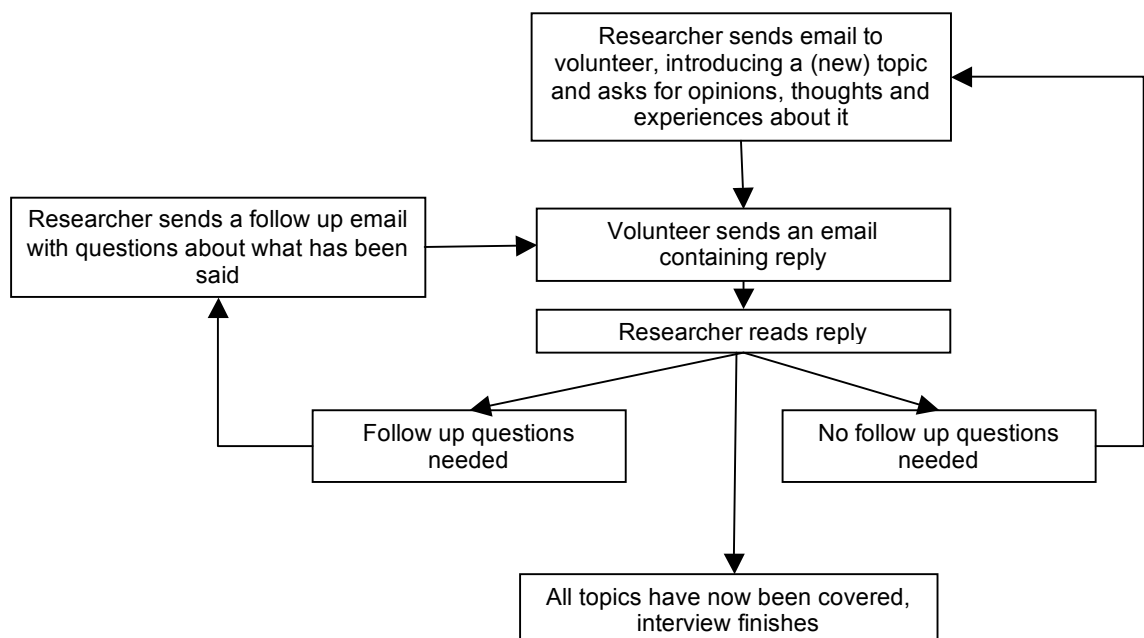 Researcher sends email to
volunteer, introducing a (new) topic
and asks for opinions, thoughts and
experiences about it
Researcher sends a follow up email
with questions about what has been
said
Volunteer sends an email
containing reply
Researcher reads reply
Follow up questions
needed
No follow up questions
needed
All topics have now been covered,
interview finishes